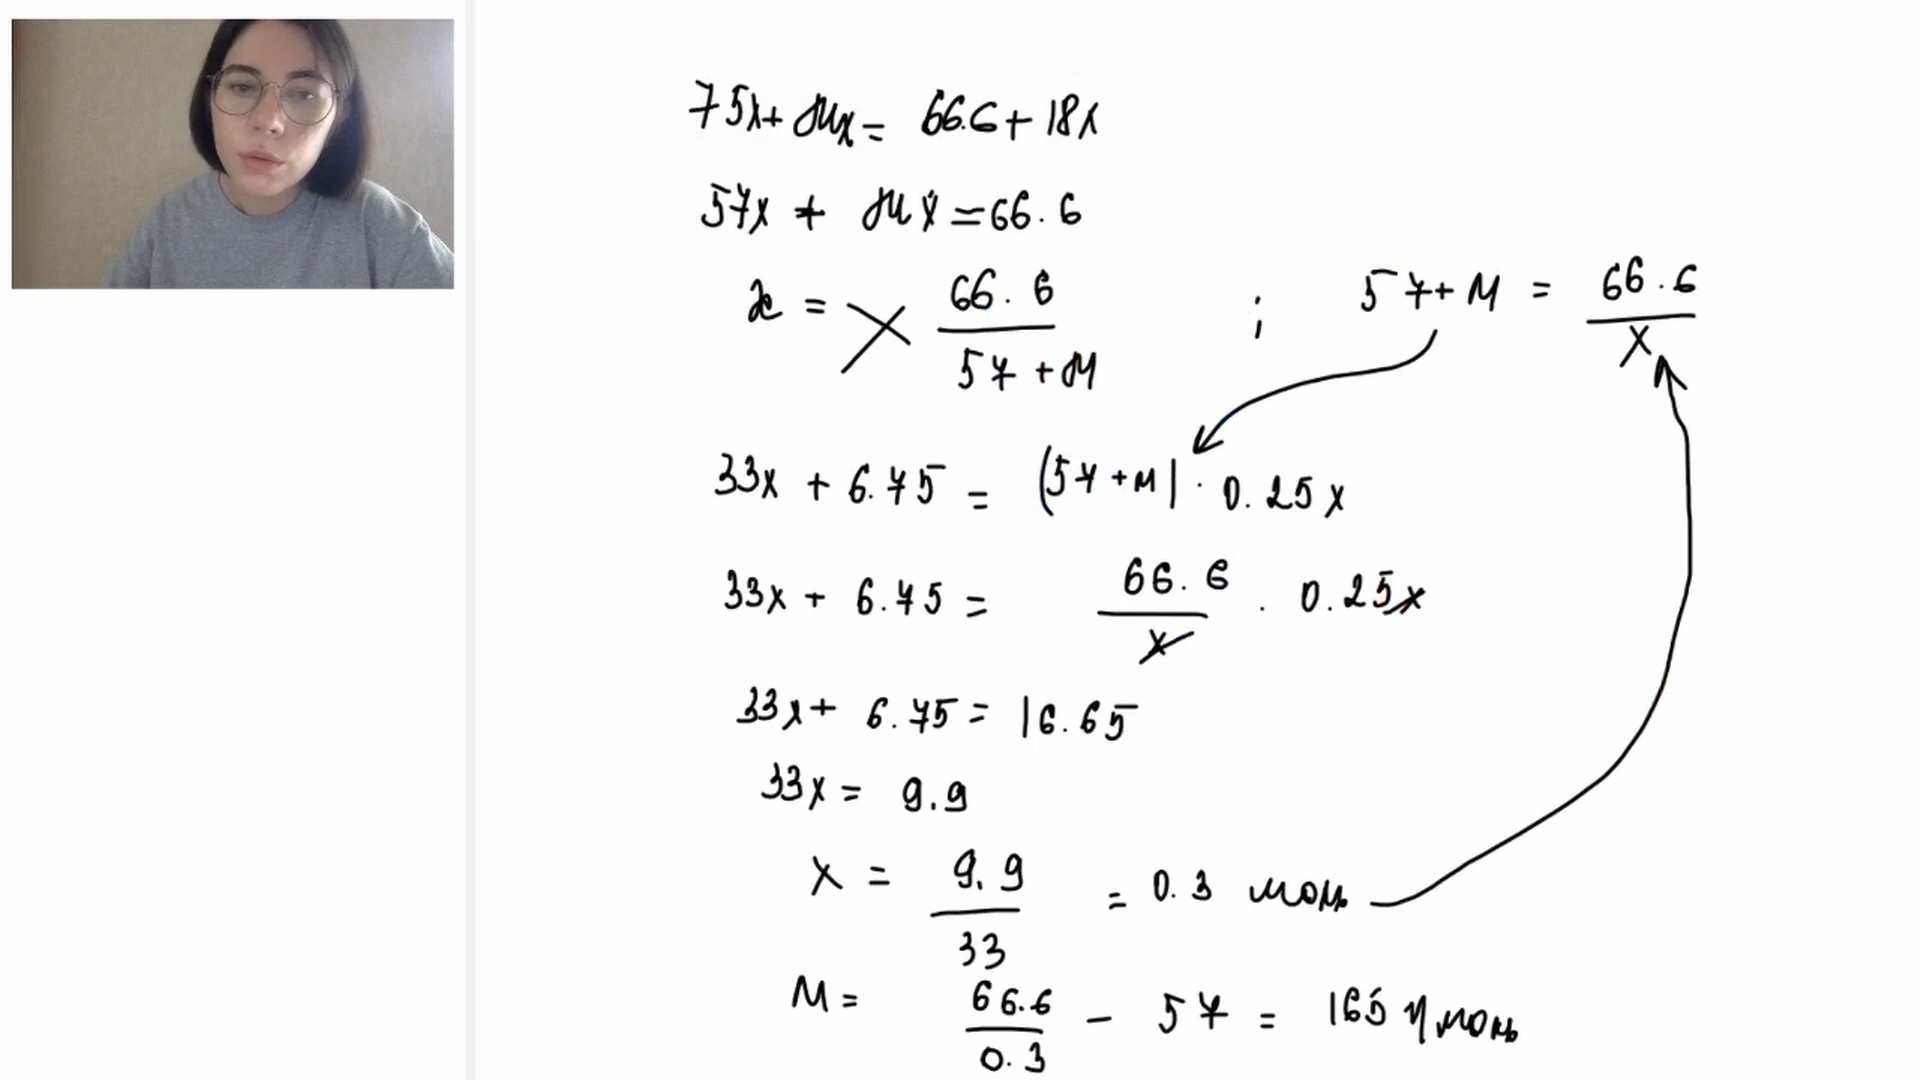 75x + Mx = 66.6 + 18x
57x + Mx = 66.6
x = 66.6 / (57 + M) ; 57 + M = 66.6 / x
33x + 6.75 = (57 + M) · 0.25x
33x + 6.75 = 66.6 / x · 0.25x
33x + 6.75 = 16.65
33x = 9.9
x = 9.9 / 33 = 0.3 моль
M = 66.6 / 0.3 - 57 = 165 г/моль